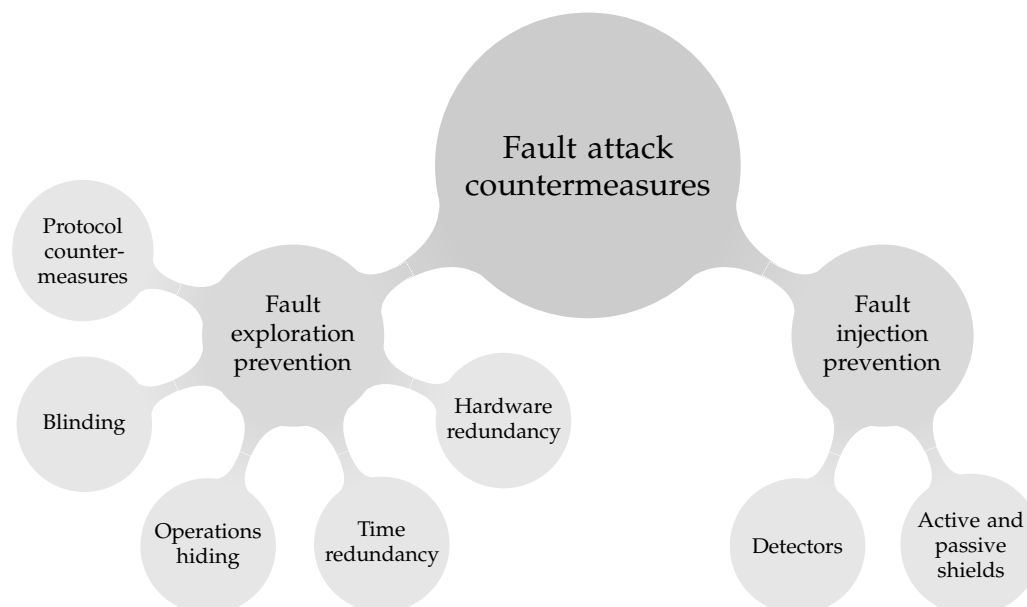 Fault attack
countermeasures
Protocol
counter-
measures
Fault
exploration
prevention
Fault
injection
prevention
Blinding
Hardware
redundancy
Operations
hiding
Time
redundancy
Detectors
Active and
passive
shields